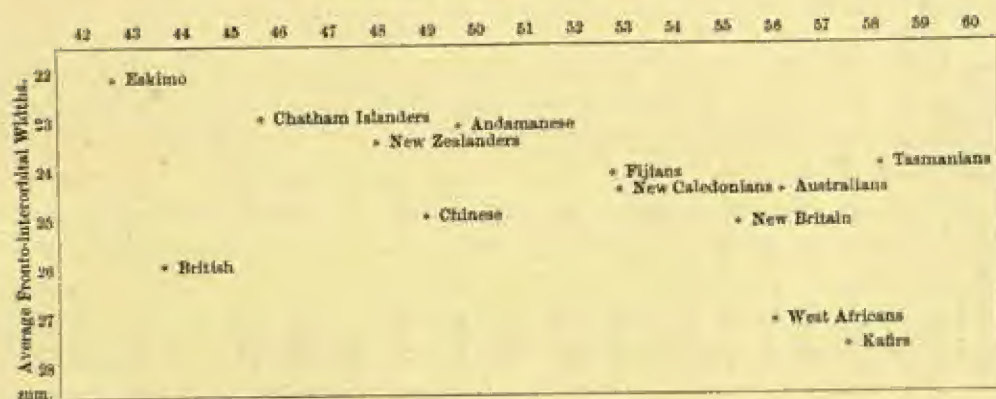 42 43 44 45 46 47 48 49 50 51 52 53 54 55 56 57 58 59 60
Average Fronto-interorbital Widths.
22
Eskimo
23
Chatham Islanders
Andamanese
New Zealanders
24
Fijians
Tasmanians
New Caledonians
Australians
25
Chinese
New Britain
26
British
27
West Africans
Kafirs
28
mm.